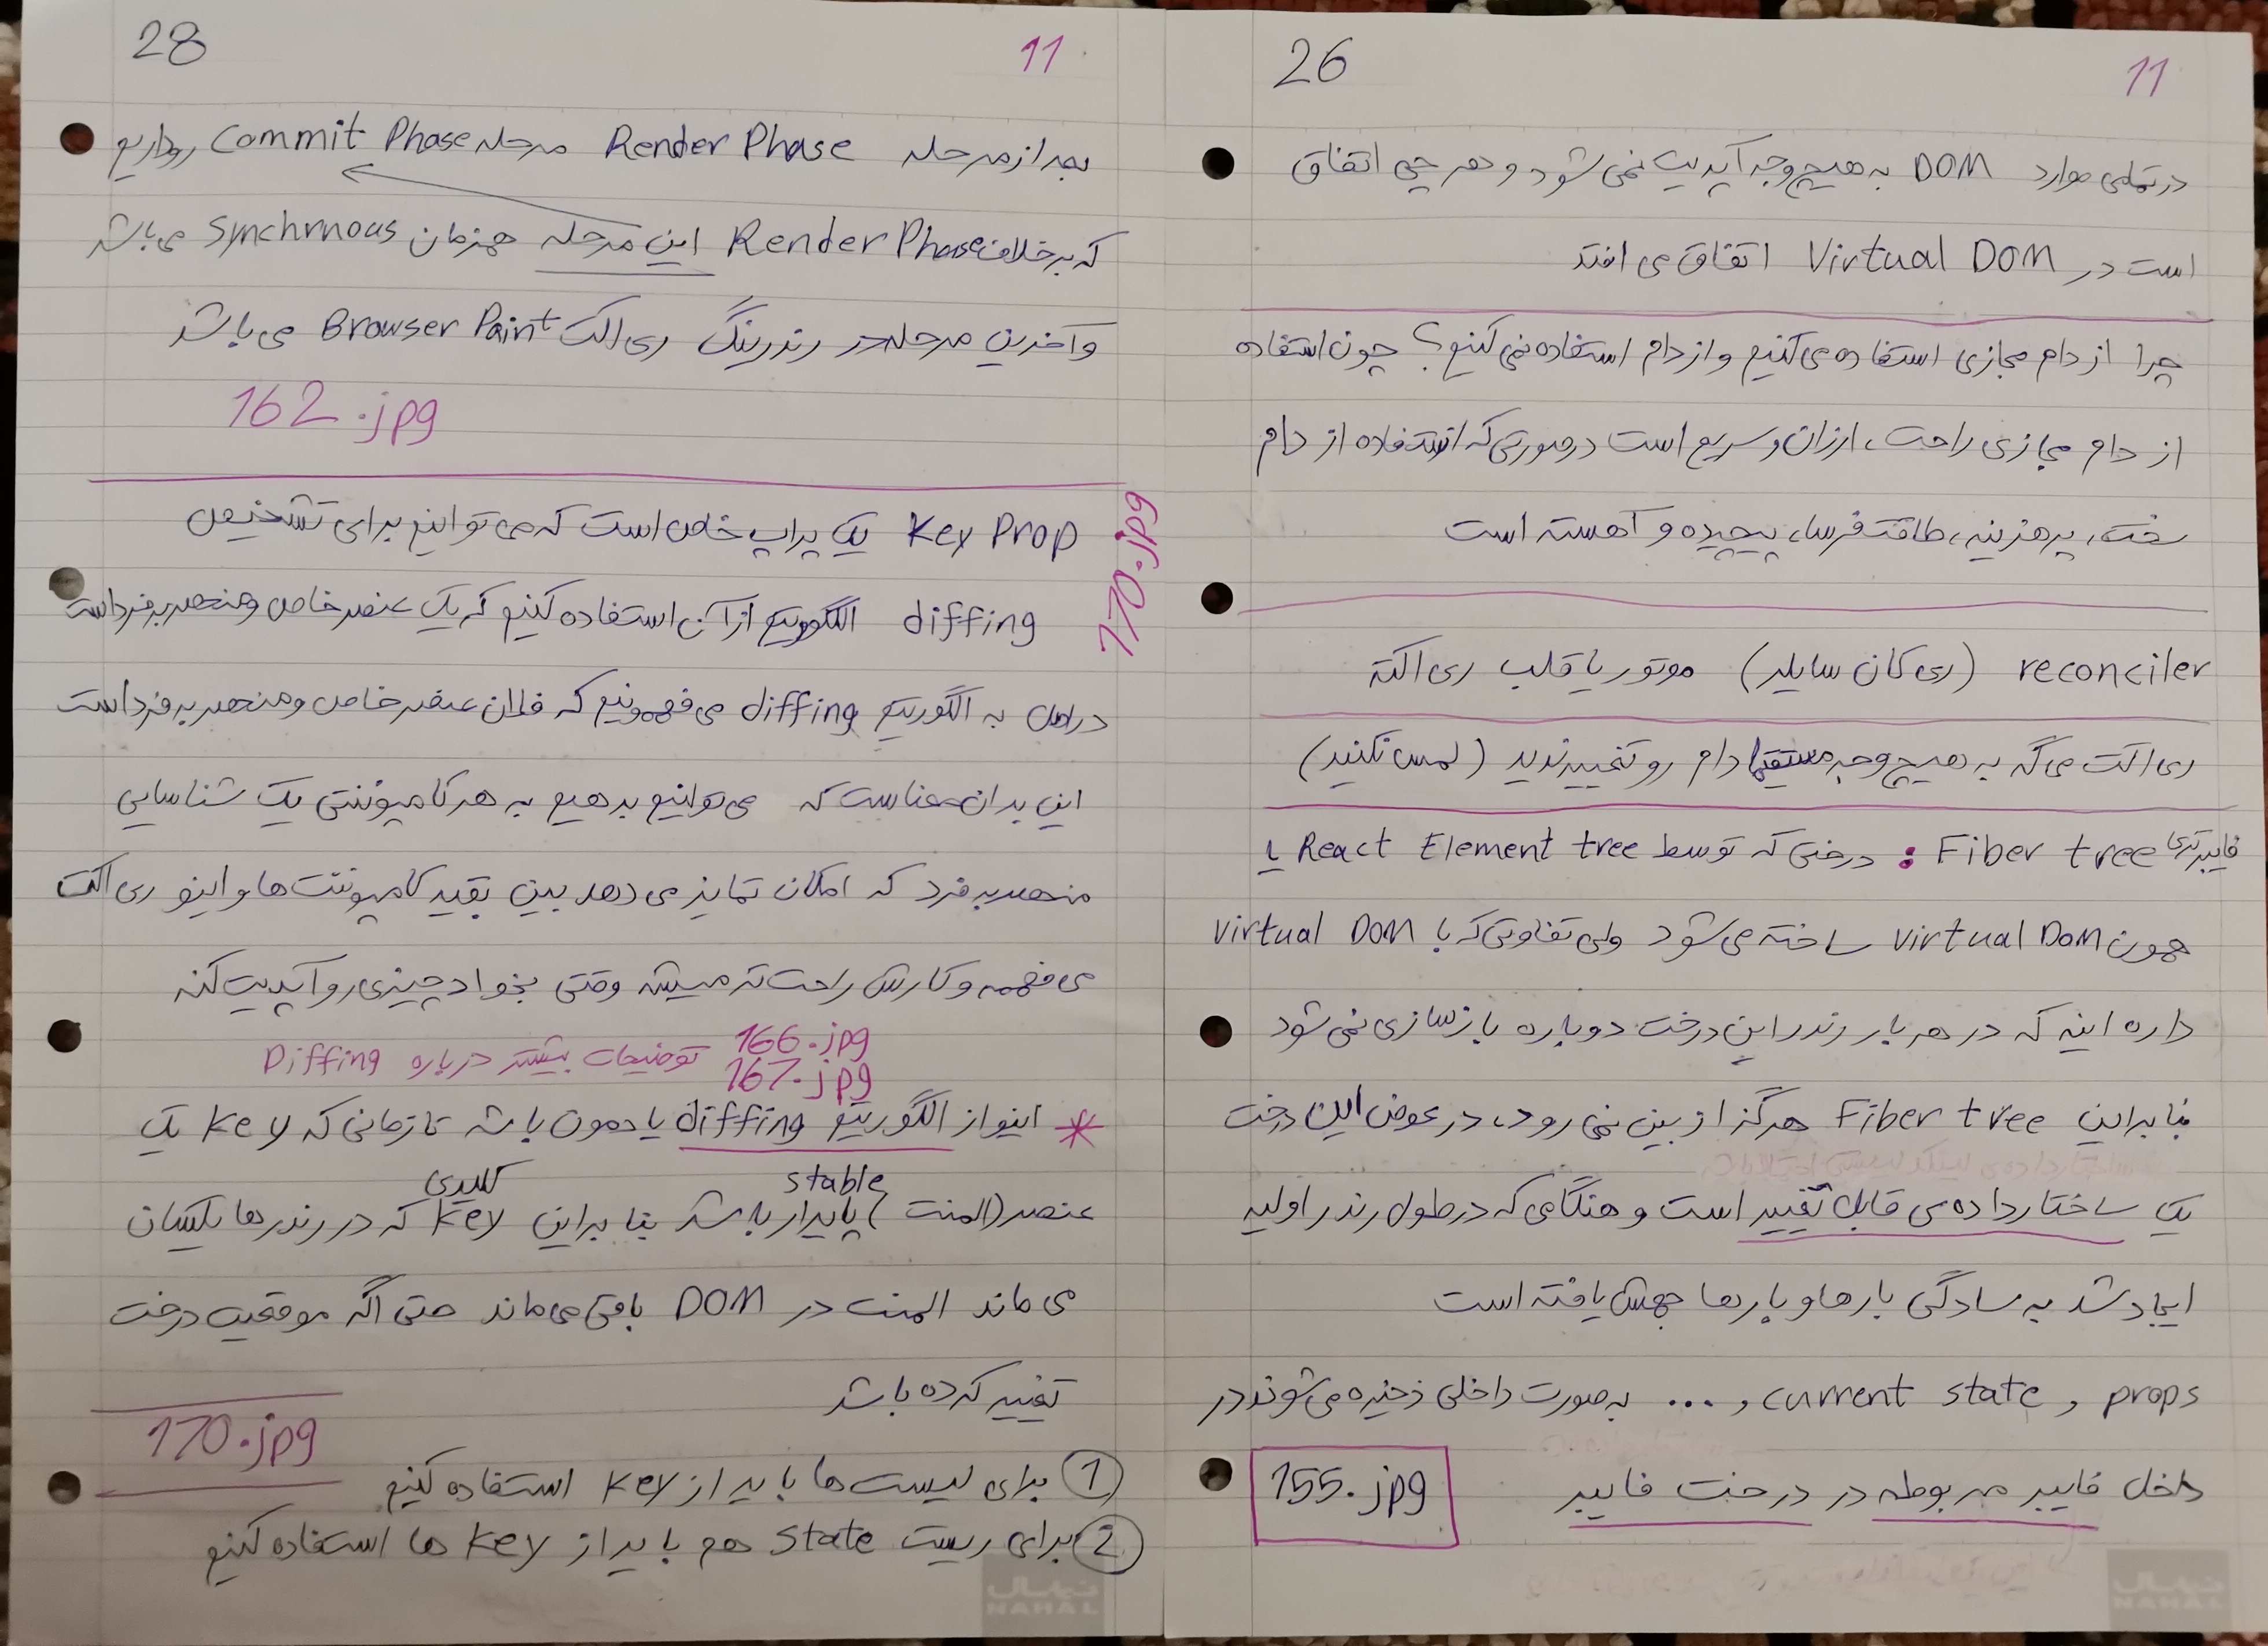 26
11
در تمامی موارد DOM به هیچ وجه آپدیت نمی شود و هر چی اتفاق
است در Virtual DOM اتفاق می افتد
چرا از دام مجازی استفاده می کنیم و از دام استفاده نمی کنیم؟ چون استفاده
از دام مجازی راحت، ارزان و سریع است در صورتی که استفاده از دام
سخت، پر هزینه، طاقت فرسا، پیچیده و آهسته است
reconciler (ری کان سایلر) موتور یا قلب ری اکته
ری اکت می گه به هیچ وجه مستقیما دام رو تغییر ندید (لمس نکنید)
فایبر تری Fiber tree : درختی که توسط React Element tree یا
همون Virtual DOM ساخته می شود ولی تفاوتی که با Virtual DOM
داره اینه که در هر بار رندر این درخت دوباره بازسازی نمی شود
بنابراین Fiber tree هرگز از بین نمی رود، در عوض این درخت
یک ساختار داده ی قابل تغییر است و هنگامی که در طول رندر اولیه
ایجاد شد به سادگی بارها و بارها جهش یافته است
props , current state , ... به صورت داخلی ذخیره می شوند در
داخل فایبر مربوطه در درخت فایبر
155.jpg
نهال
NAHAL
28
11
بعد از مرحله Render Phase مرحله Commit Phase رو داریم
که بر خلاف Render Phase این مرحله همزمان Synchrnous می باشد
و آخرین مرحله در رندرینگ ری اکت Browser Paint می باشد
162.jpg
Key Prop یک پراپ خاص است که می توانیم برای تشخیص
170.jpg
diffing الگوریتم از آن استفاده کنیم که یک عنصر خاص و منحصر به فرد است
در اصل به الگوریتم diffing می فهمونیم که فلان عنصر خاص و منحصر به فرد است
این بدان معناست که می توانیم بدهیم به هر کامپوننتی یک شناسایی
منحصر به فرد که امکان تمایز می دهد بین بقیه کامپوننت ها و اینو ری اکت
می فهمه و کارش راحت تر میشه وقتی بخواد چیزی رو آپدیت کنه
166.jpg
167.jpg توضیحات بیشتر درباره Diffing
* اینو از الگوریتم diffing یادمون باشه تا زمانی که key یک
عنصر (المنت) پایدار stable باشد بنابراین key کلیدی که در رندرها یکسان
می ماند المنت در DOM باقی می ماند حتی اگه موقعیت درخت
تغییر کرده باشد
170.jpg
1 برای لیست ها باید از key استفاده کنیم
2 برای ریست State هم باید از key ها استفاده کنیم
نهال
NAHAL